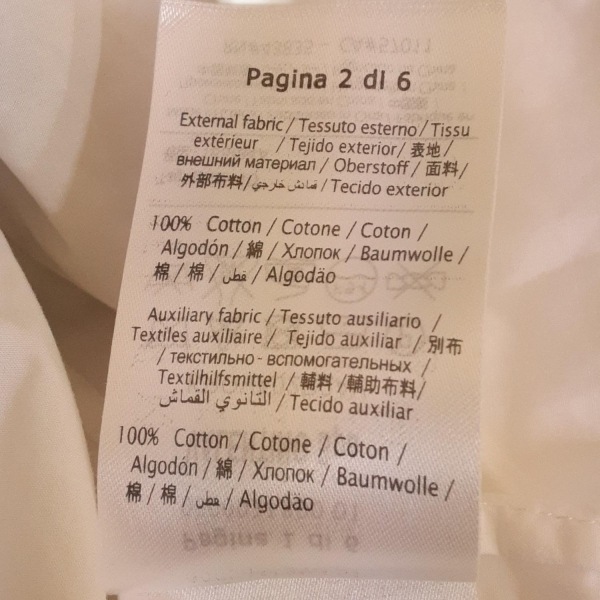 Pagina 2 di 6
External fabric / Tessuto esterno / Tissu
extérieur / Tejido exterior / 表地 /
внешний материал / Oberstoff / 面料 /
外部布料 / قماش خارجي / Tecido exterior
100% Cotton / Cotone / Coton /
Algodón / 綿 / Хлопок / Baumwolle /
棉 / 棉 / قطن / Algodão
Auxiliary fabric / Tessuto ausiliario /
Textiles auxiliaire / Tejido auxiliar / 別布
/ текстильно - вспомогательных /
Textilhilfsmittel / 輔料 / 輔助布料 /
التانوي القماش / Tecido auxiliar
100% Cotton / Cotone / Coton /
Algodón / 綿 / Хлопок / Baumwolle /
棉 / 棉 / قطن / Algodão